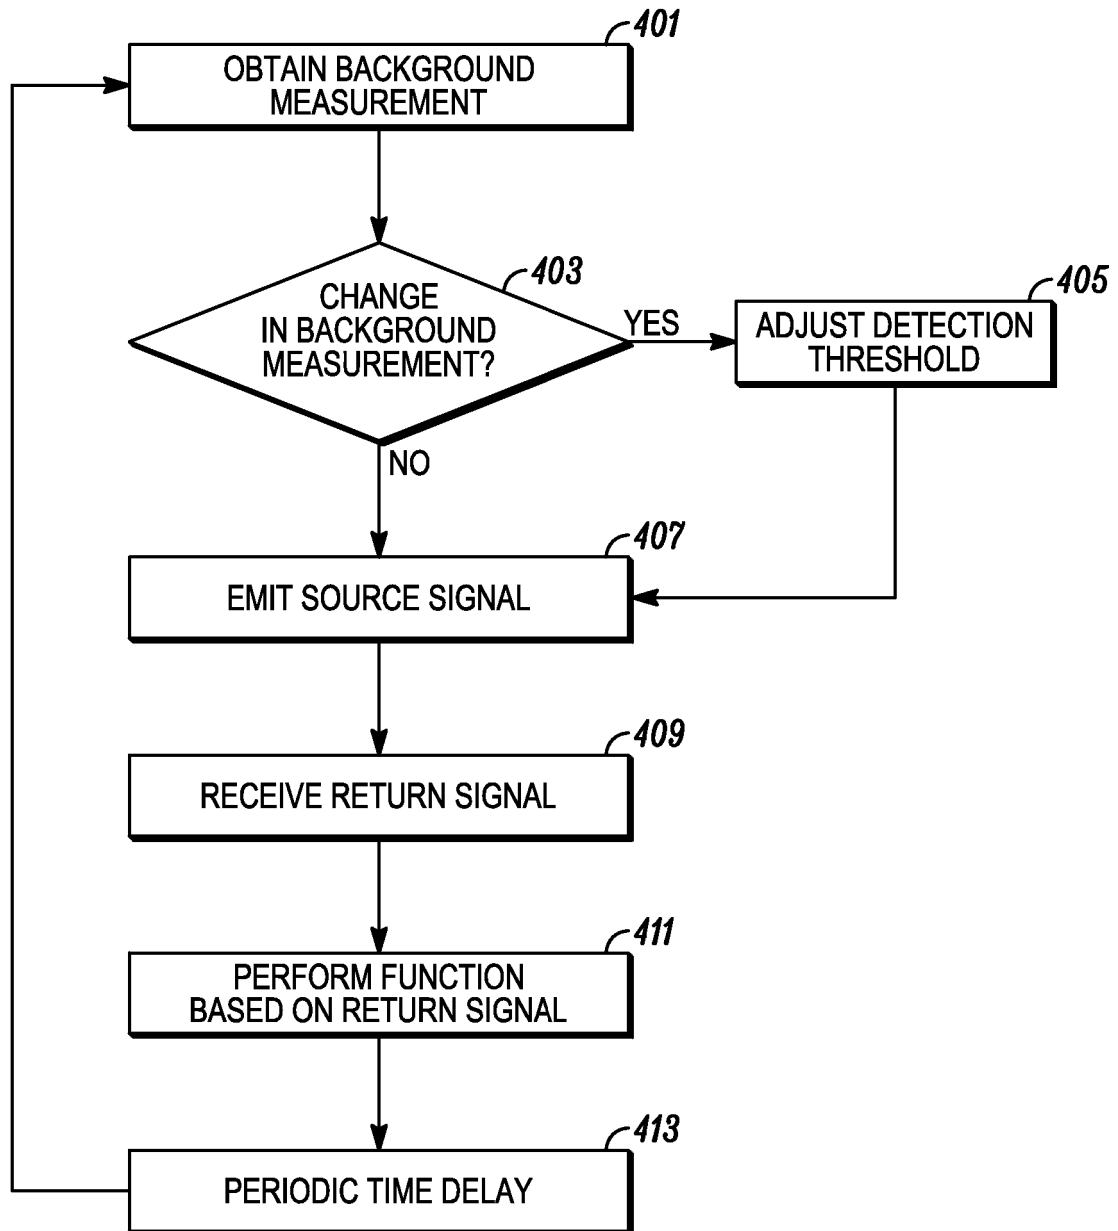 401
OBTAIN BACKGROUND
MEASUREMENT
403
CHANGE
IN BACKGROUND
MEASUREMENT?
YES
405
ADJUST DETECTION
THRESHOLD
NO
407
EMIT SOURCE SIGNAL
409
RECEIVE RETURN SIGNAL
411
PERFORM FUNCTION
BASED ON RETURN SIGNAL
413
PERIODIC TIME DELAY